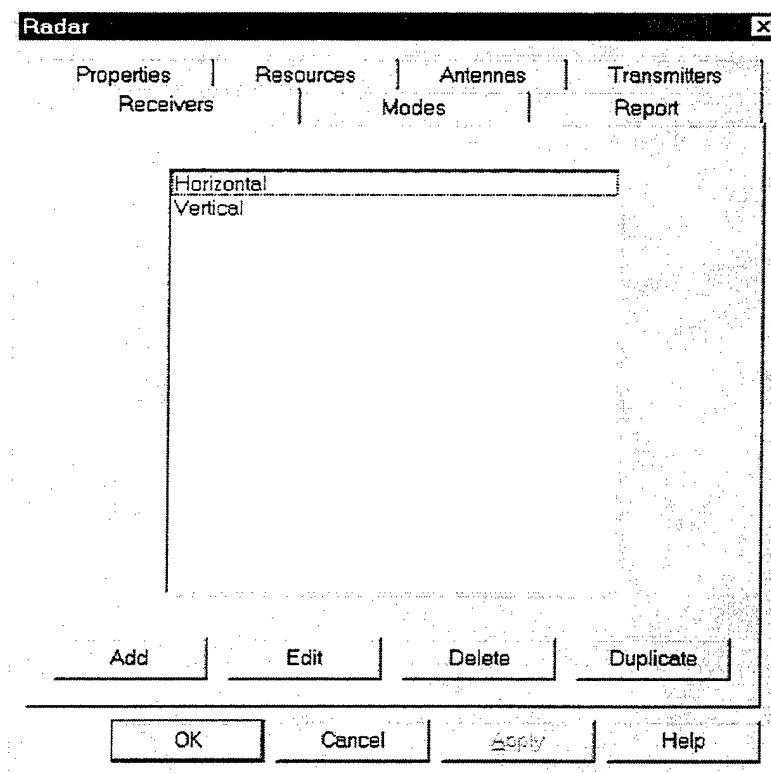 Radar
Properties Resources Antennas Transmitters
Receivers Modes Report
Horizontal
Vertical
Add Edit Delete Duplicate
OK Cancel Apply Help